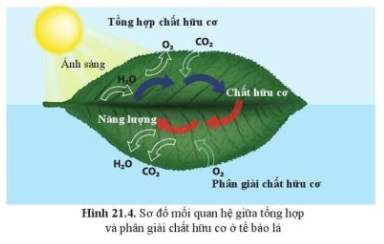 Tổng hợp chất hữu cơ
O₂
CO₂
Ánh sáng
H₂O
Chất hữu cơ
Năng lượng
H₂O
CO₂
O₂
Phân giải chất hữu cơ
Hình 21.4. Sơ đồ mối quan hệ giữa tổng hợp
và phân giải chất hữu cơ ở tế bào lá